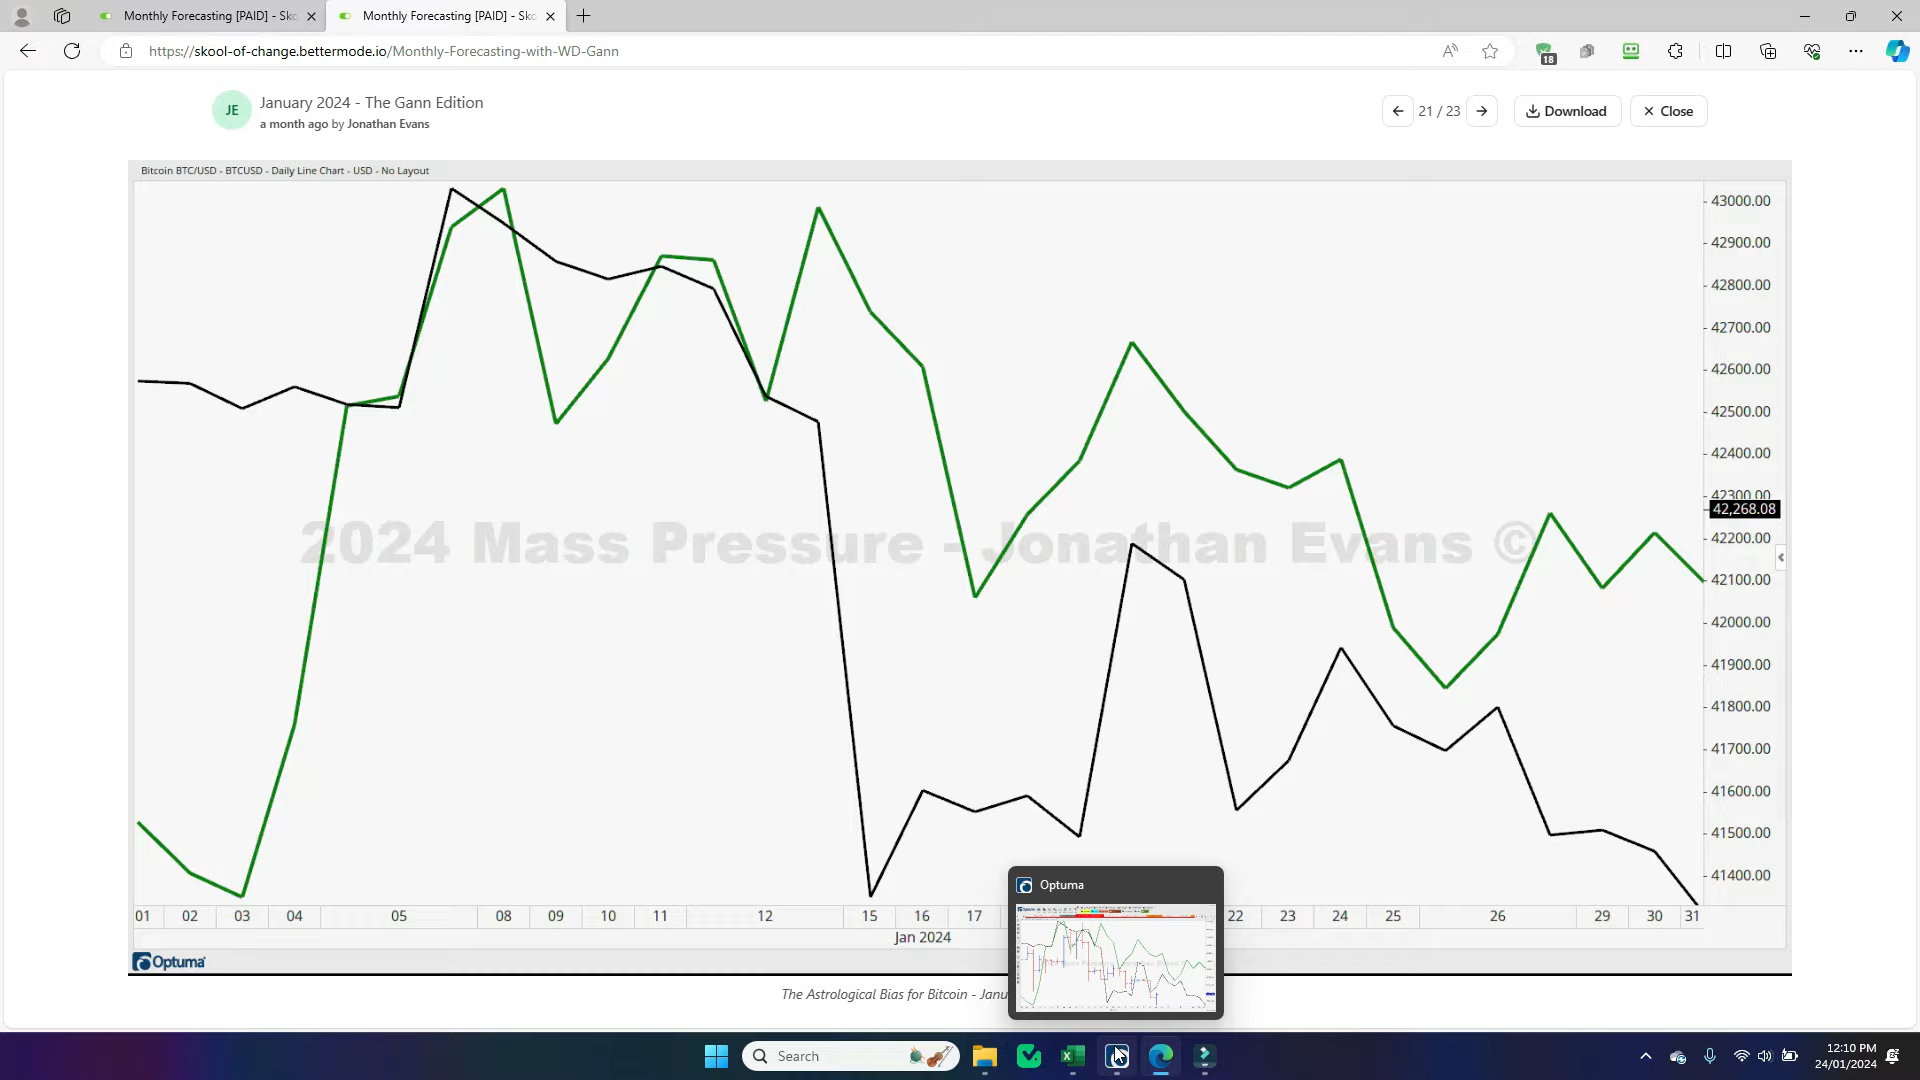 Monthly Forecasting [PAID] - Sko
Monthly Forecasting [PAID] - Sko
https://skool-of-change.bettermode.io/Monthly-Forecasting-with-WD-Gann
18
JE
January 2024 - The Gann Edition
a month ago by Jonathan Evans
21 / 23
Download
Close
Bitcoin BTC/USD - BTCUSD - Daily Line Chart - USD - No Layout
43000.00
42900.00
42800.00
42700.00
42600.00
42500.00
42400.00
42300.00
42,268.08
42200.00
42100.00
42000.00
41900.00
41800.00
41700.00
41600.00
41500.00
41400.00
2024 Mass Pressure - Jonathan Evans ©
01 02 03 04 05 08 09 10 11 12 15 16 17 22 23 24 25 26 29 30 31
Jan 2024
Optuma
The Astrological Bias for Bitcoin - Janu
Optuma
Search
12:10 PM
24/01/2024